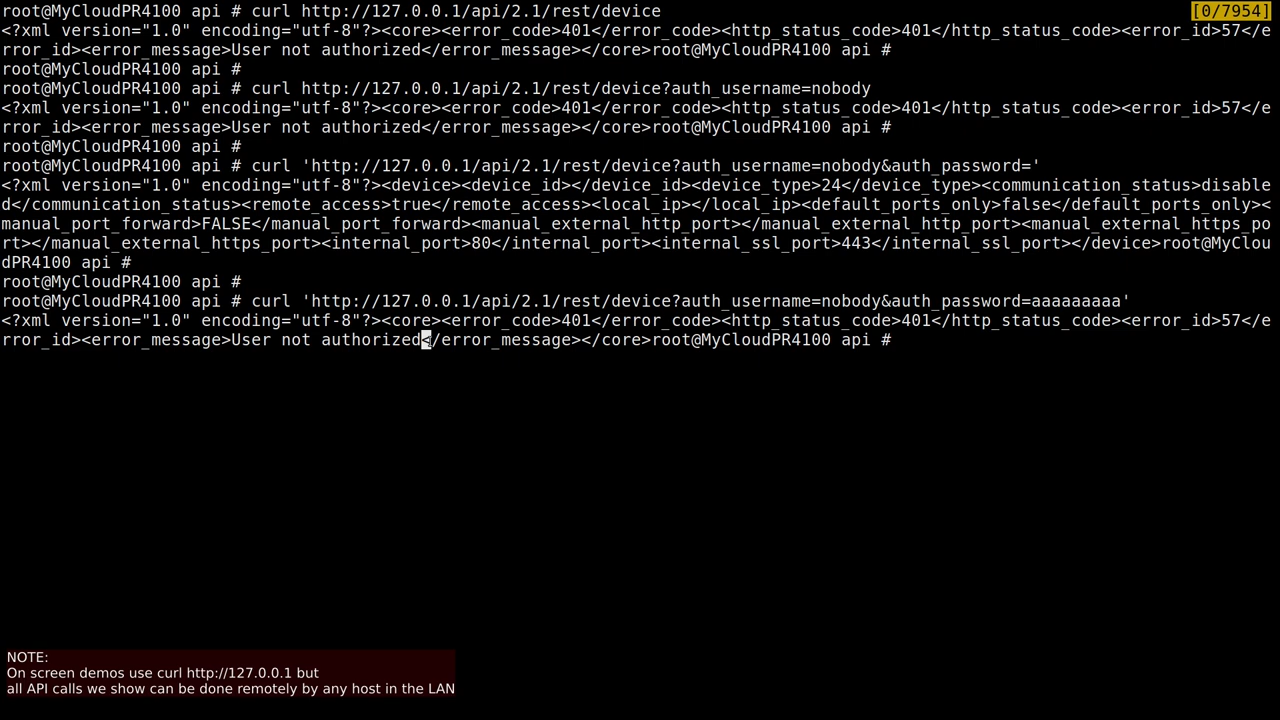 root@MyCloudPR4100 api # curl http://127.0.0.1/api/2.1/rest/device
[0/7954]
<?xml version="1.0" encoding="utf-8"?><core><error_code>401</error_code><http_status_code>401</http_status_code><error_id>57</e
rror_id><error_message>User not authorized</error_message></core>root@MyCloudPR4100 api #
root@MyCloudPR4100 api #
root@MyCloudPR4100 api # curl http://127.0.0.1/api/2.1/rest/device?auth_username=nobody
<?xml version="1.0" encoding="utf-8"?><core><error_code>401</error_code><http_status_code>401</http_status_code><error_id>57</e
rror_id><error_message>User not authorized</error_message></core>root@MyCloudPR4100 api #
root@MyCloudPR4100 api #
root@MyCloudPR4100 api # curl 'http://127.0.0.1/api/2.1/rest/device?auth_username=nobody&auth_password='
<?xml version="1.0" encoding="utf-8"?><device><device_id></device_id><device_type>24</device_type><communication_status>disable
d</communication_status><remote_access>true</remote_access><local_ip></local_ip><default_ports_only>false</default_ports_only><
manual_port_forward>FALSE</manual_port_forward><manual_external_http_port></manual_external_http_port><manual_external_https_po
rt></manual_external_https_port><internal_port>80</internal_port><internal_ssl_port>443</internal_ssl_port></device>root@MyClou
dPR4100 api #
root@MyCloudPR4100 api #
root@MyCloudPR4100 api # curl 'http://127.0.0.1/api/2.1/rest/device?auth_username=nobody&auth_password=aaaaaaaaa'
<?xml version="1.0" encoding="utf-8"?><core><error_code>401</error_code><http_status_code>401</http_status_code><error_id>57</e
rror_id><error_message>User not authorized</error_message></core>root@MyCloudPR4100 api #
NOTE:
On screen demos use curl http://127.0.0.1 but
all API calls we show can be done remotely by any host in the LAN